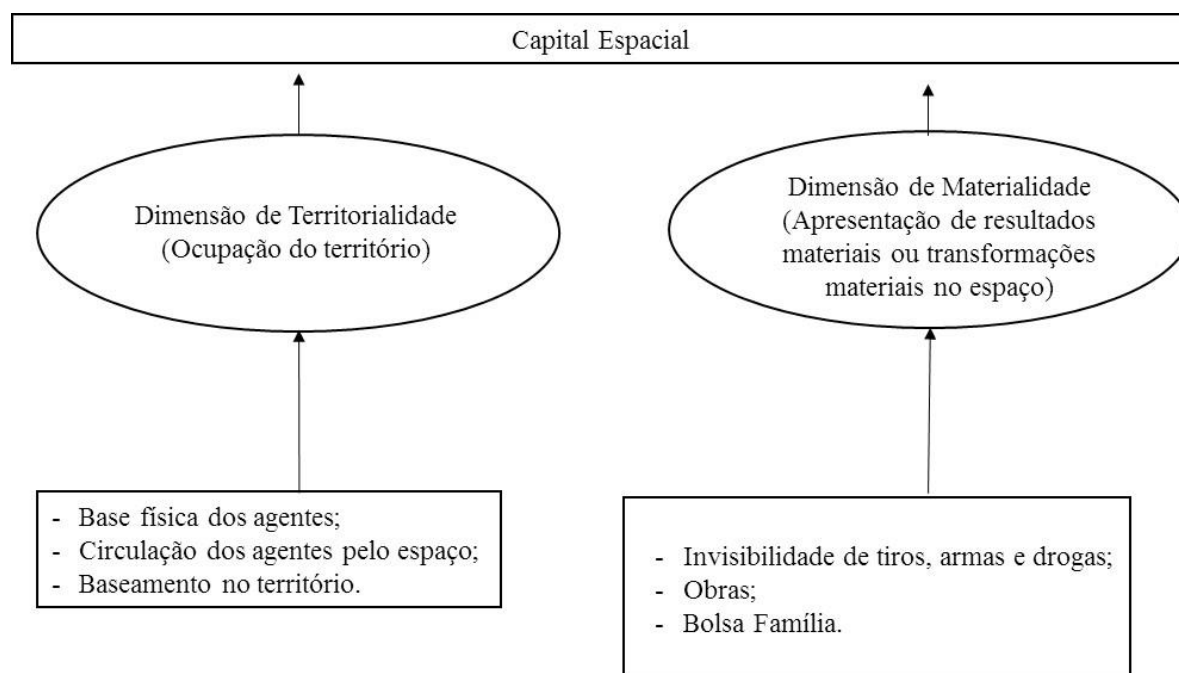 Capital Espacial
Dimensão de Territorialidade
(Ocupação do território)
Dimensão de Materialidade
(Apresentação de resultados
materiais ou transformações
materiais no espaço)
- Base física dos agentes;
- Circulação dos agentes pelo espaço;
- Baseamento no território.
- Invisibilidade de tiros, armas e drogas;
- Obras;
- Bolsa Família.